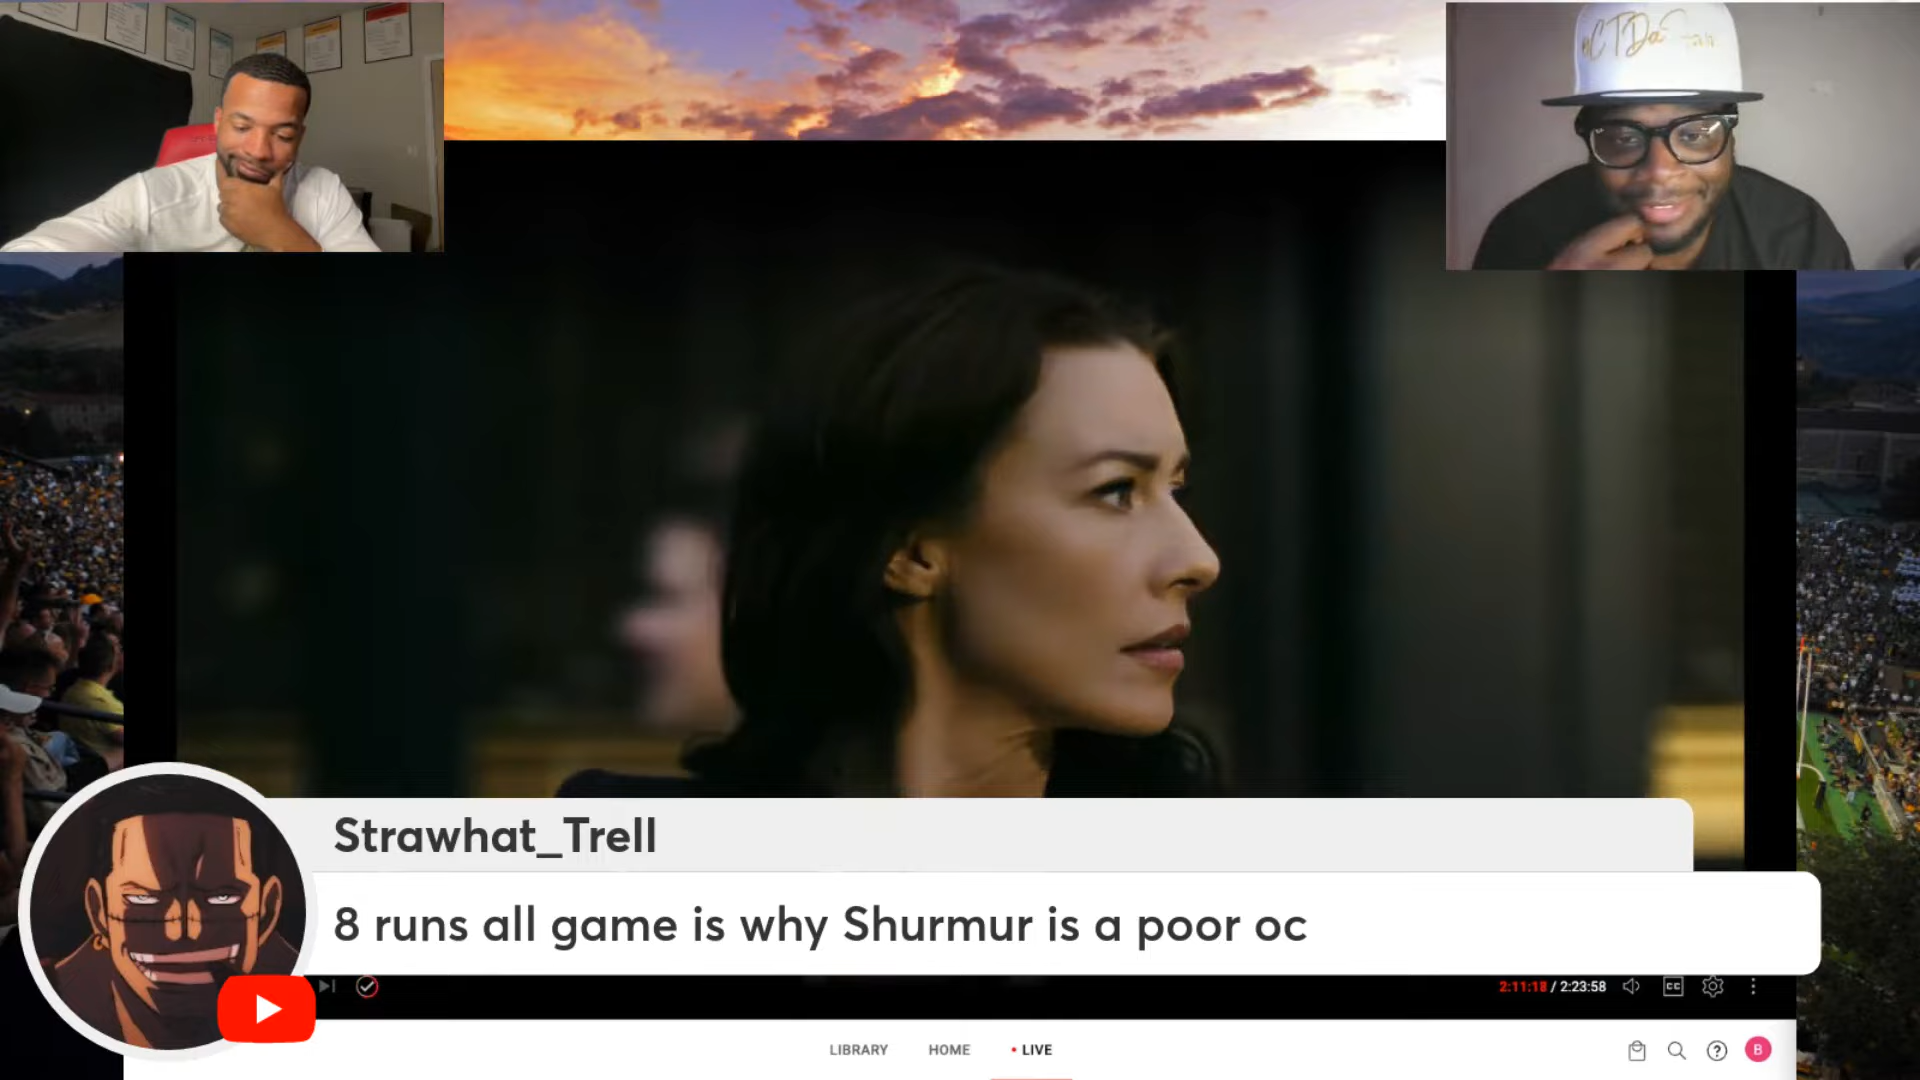 Strawhat_Trell
8 runs all game is why Shurmur is a poor oc
2:11:18 / 2:23:58
CC
LIBRARY HOME • LIVE
?
B